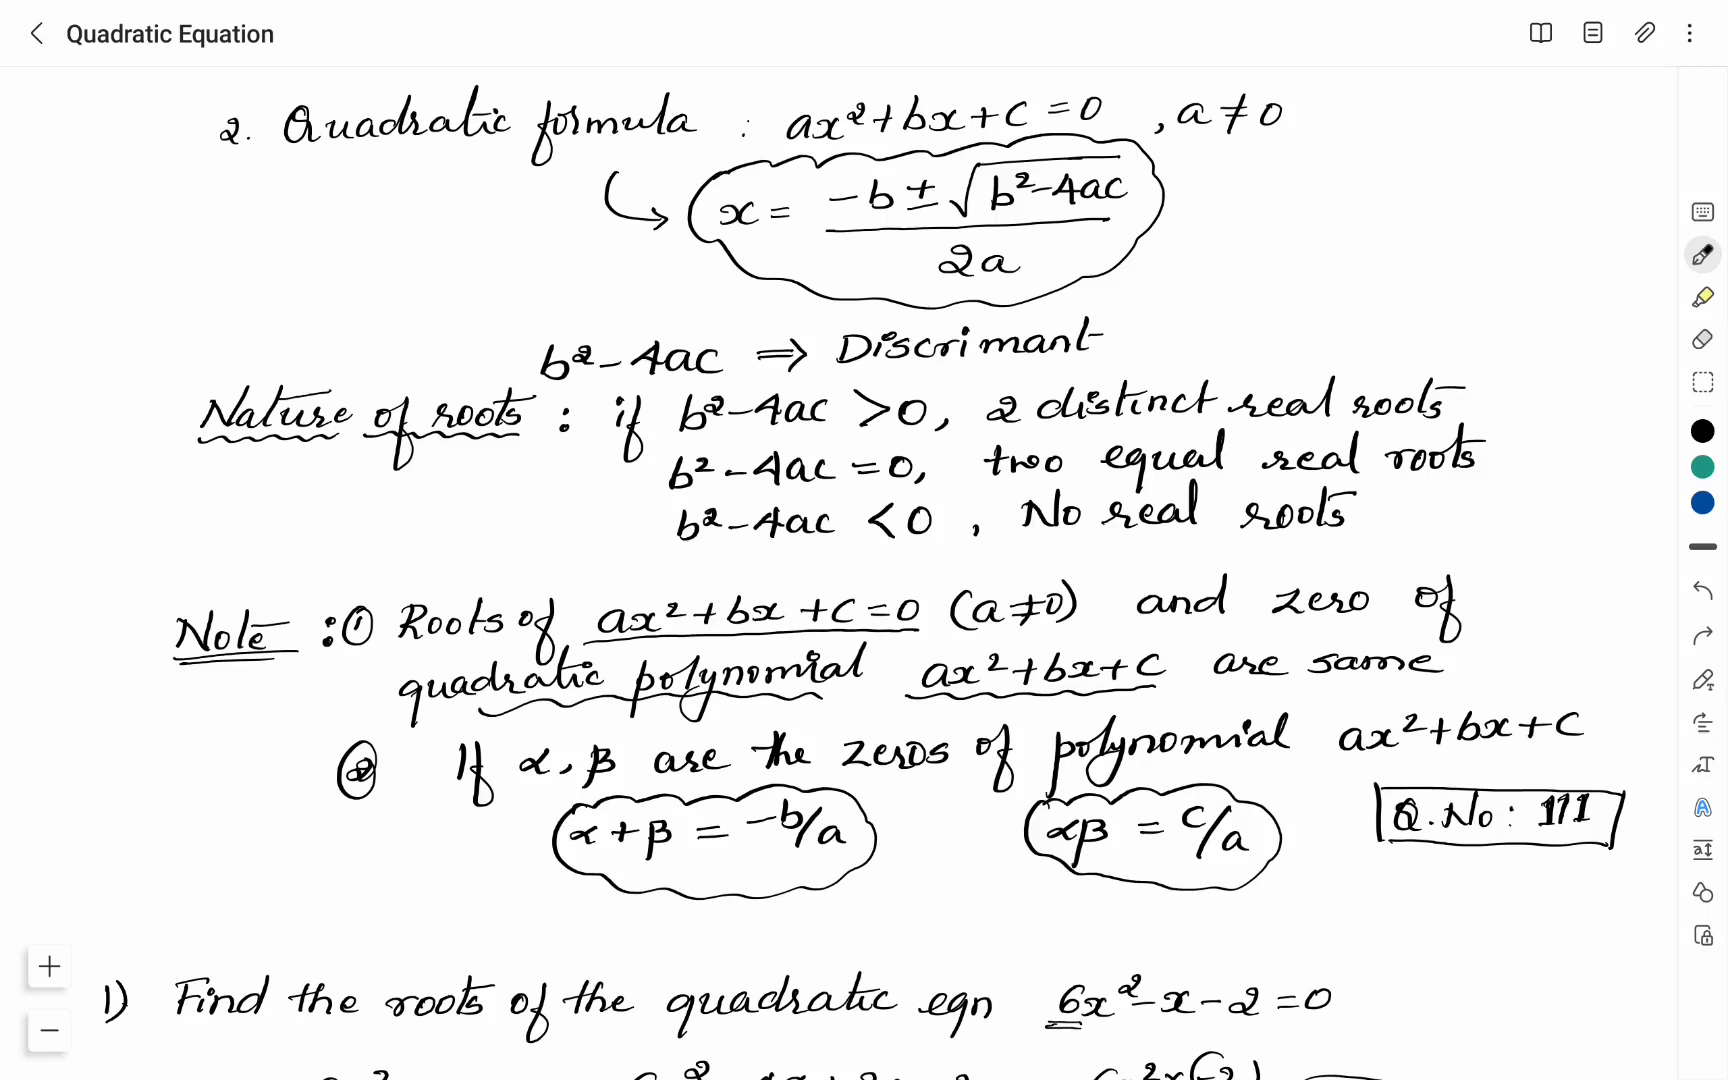 Quadratic Equation
2. Quadratic formula : ax²+bx+c=0 , a≠0
x = (-b±√(b²-4ac))/2a
b²-4ac ⇒ Discrimant
Nature of roots : if b²-4ac >0, 2 distinct real roots
b²-4ac =0, two equal real roots
b²-4ac <0 , No real roots
Note :① Roots of ax²+bx+c=0 (a≠0) and zero of
quadratic polynomial ax²+bx+c are same
② If α,β are the zeros of polynomial ax²+bx+c
α+β = -b/a αβ = c/a Q.No: 111
1) Find the roots of the quadratic eqn 6x²-x-2=0